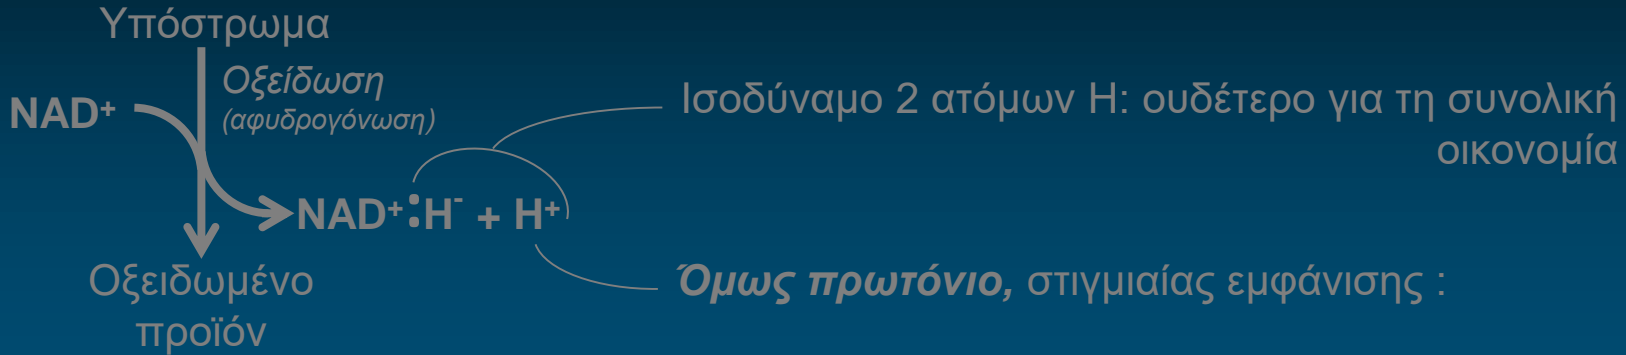 Υπόστρωμα
Οξείδωση
(αφυδρογόνωση)
NAD⁺
Ισοδύναμο 2 ατόμων Η: ουδέτερο για τη συνολική
οικονομία
NAD⁺:H⁻ + H⁺
Οξειδωμένο
προϊόν
Όμως πρωτόνιο, στιγμιαίας εμφάνισης :